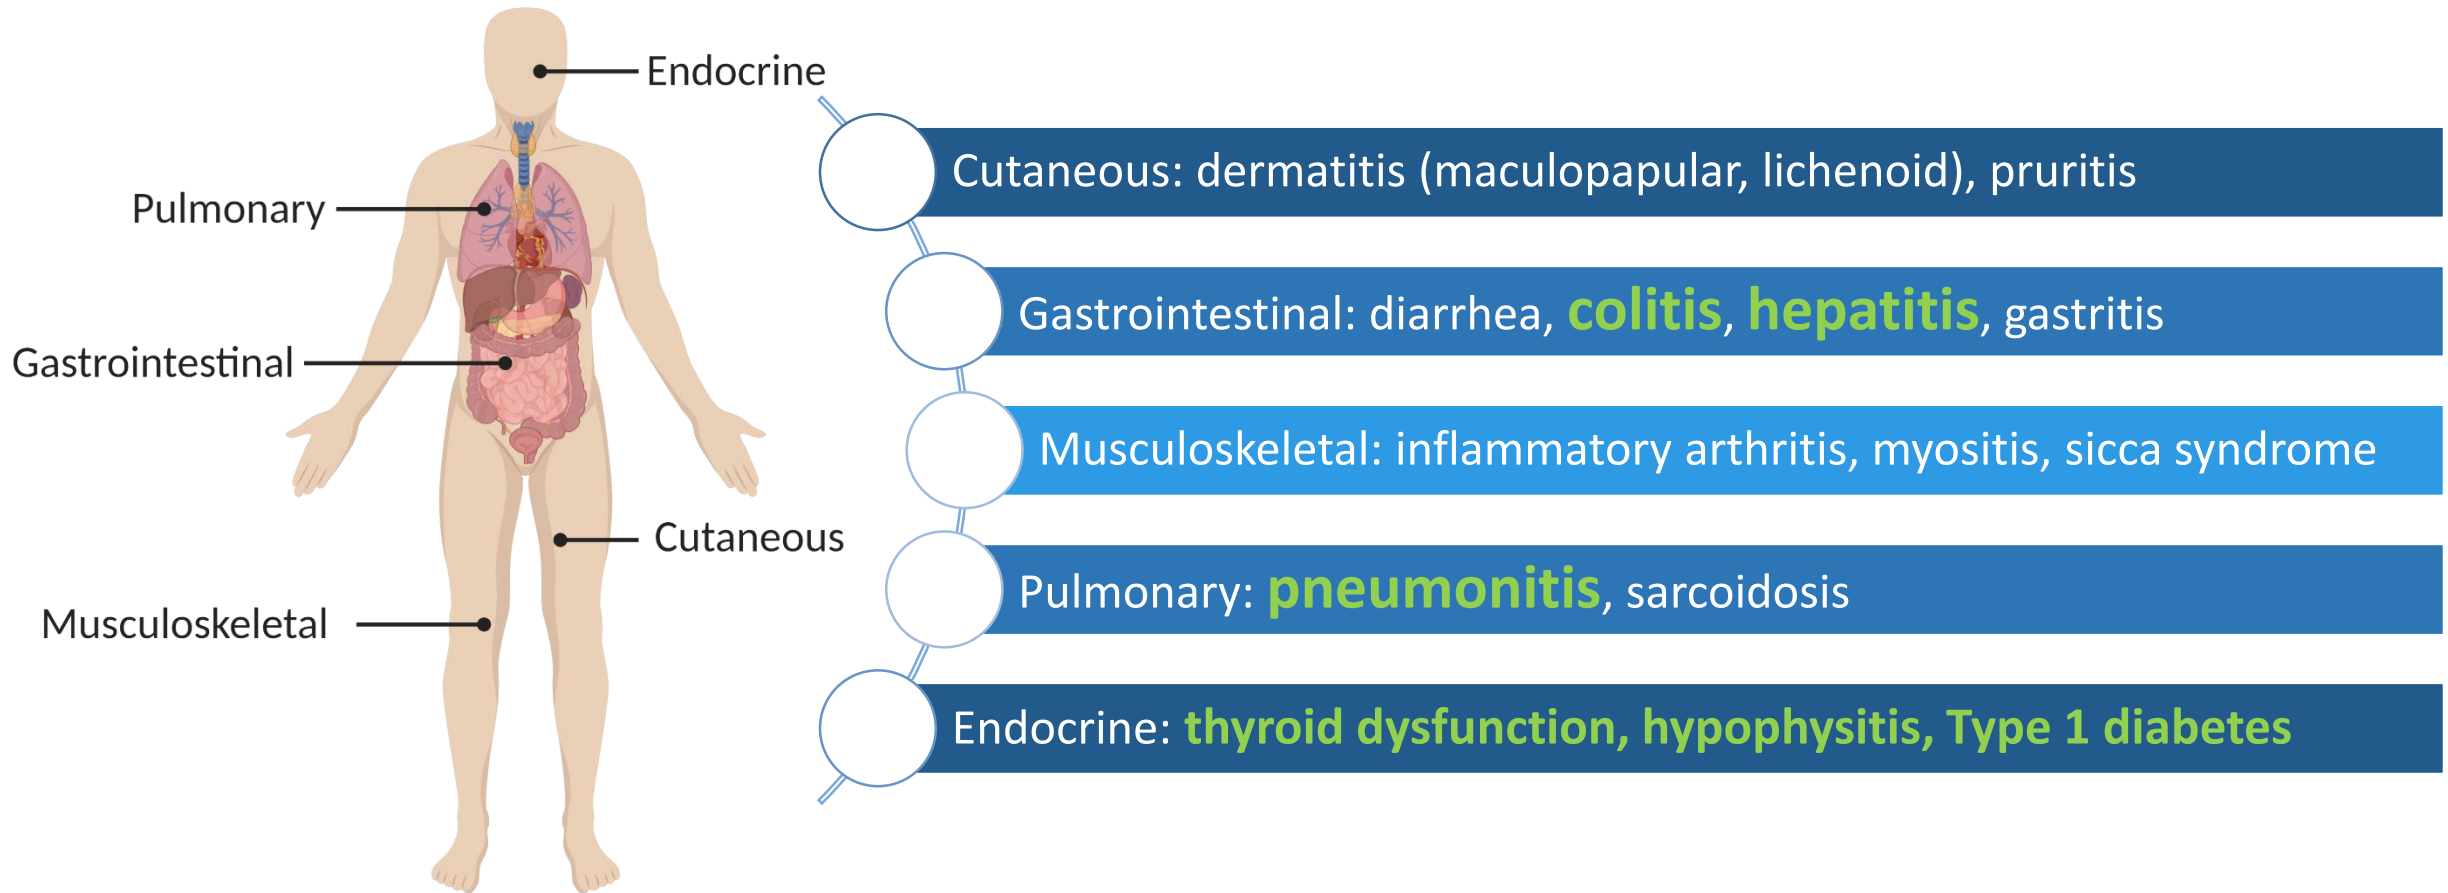 Endocrine
Pulmonary
Gastrointestinal
Cutaneous
Musculoskeletal
Cutaneous: dermatitis (maculopapular, lichenoid), pruritis
Gastrointestinal: diarrhea, colitis, hepatitis, gastritis
Musculoskeletal: inflammatory arthritis, myositis, sicca syndrome
Pulmonary: pneumonitis, sarcoidosis
Endocrine: thyroid dysfunction, hypophysitis, Type 1 diabetes